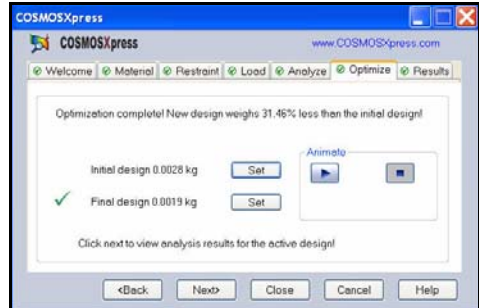 COSMOSXpress
COSMOSXpress www.COSMOSXpress.com
Welcome Material Restraint Load Analyze Optimize Results
Optimization complete! New design weighs 31.46% less then the initial design!
Animate
Initial design 0.0028 kg Set
Final design 0.0019 kg Set
Click next to view analysis results for the active design!
<Back Next> Close Cancel Help